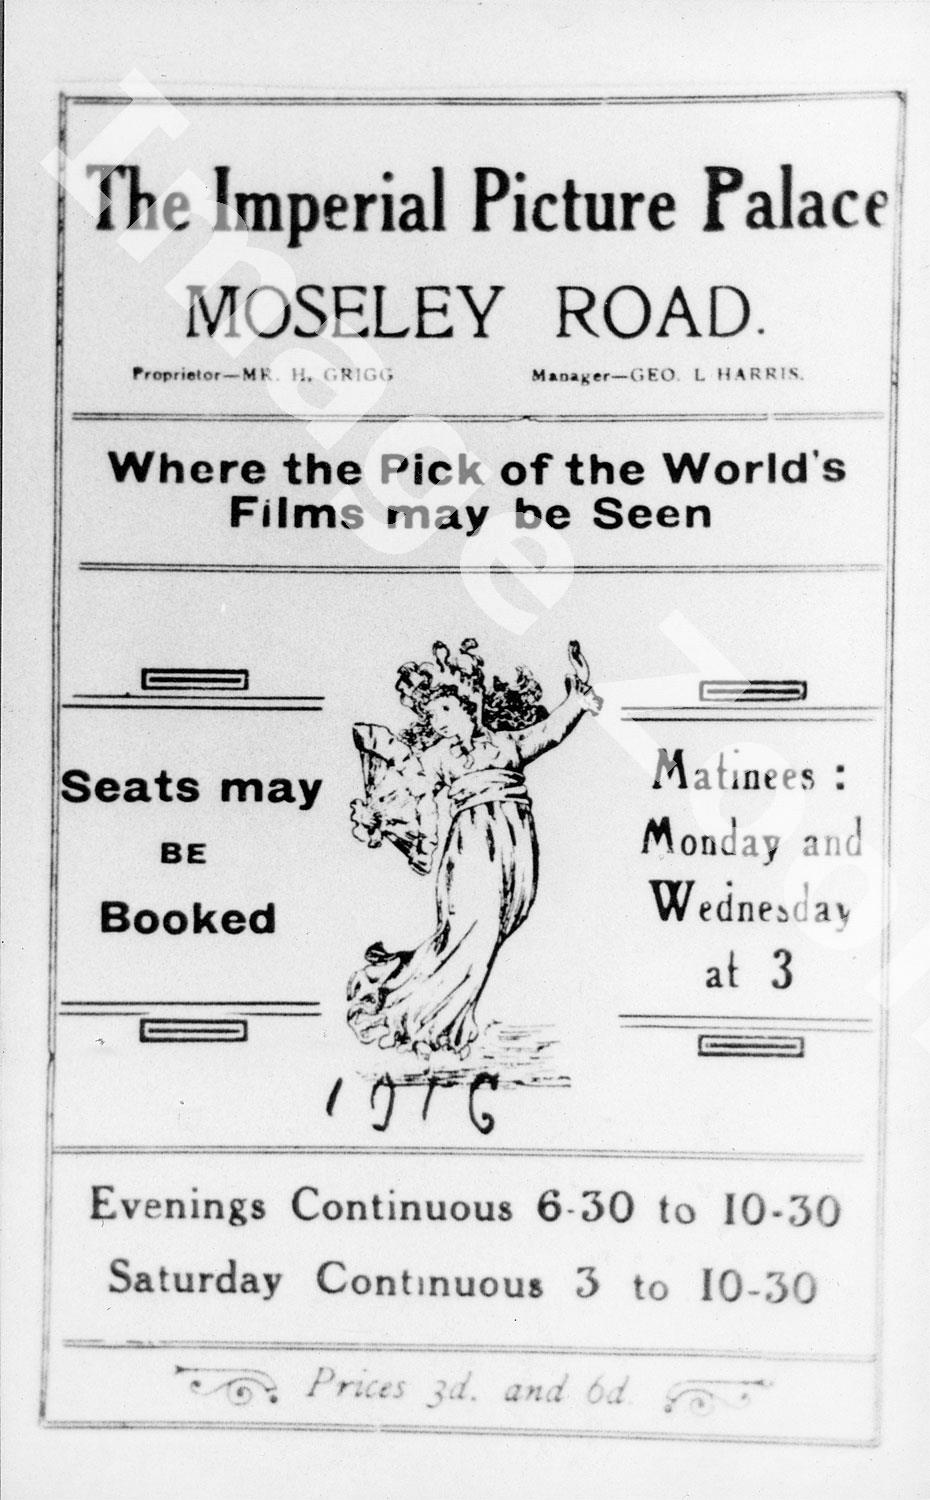 The Imperial Picture Palace
MOSELEY ROAD.
Proprietor—MR. H. GRIGG
Manager—GEO. L HARRIS.
Where the Pick of the World's
Films may be Seen
Seats may
BE
Booked
Matinees :
Monday and
Wednesday
at 3
1916
Evenings Continuous 6-30 to 10-30
Saturday Continuous 3 to 10-30
Prices 3d. and 6d.